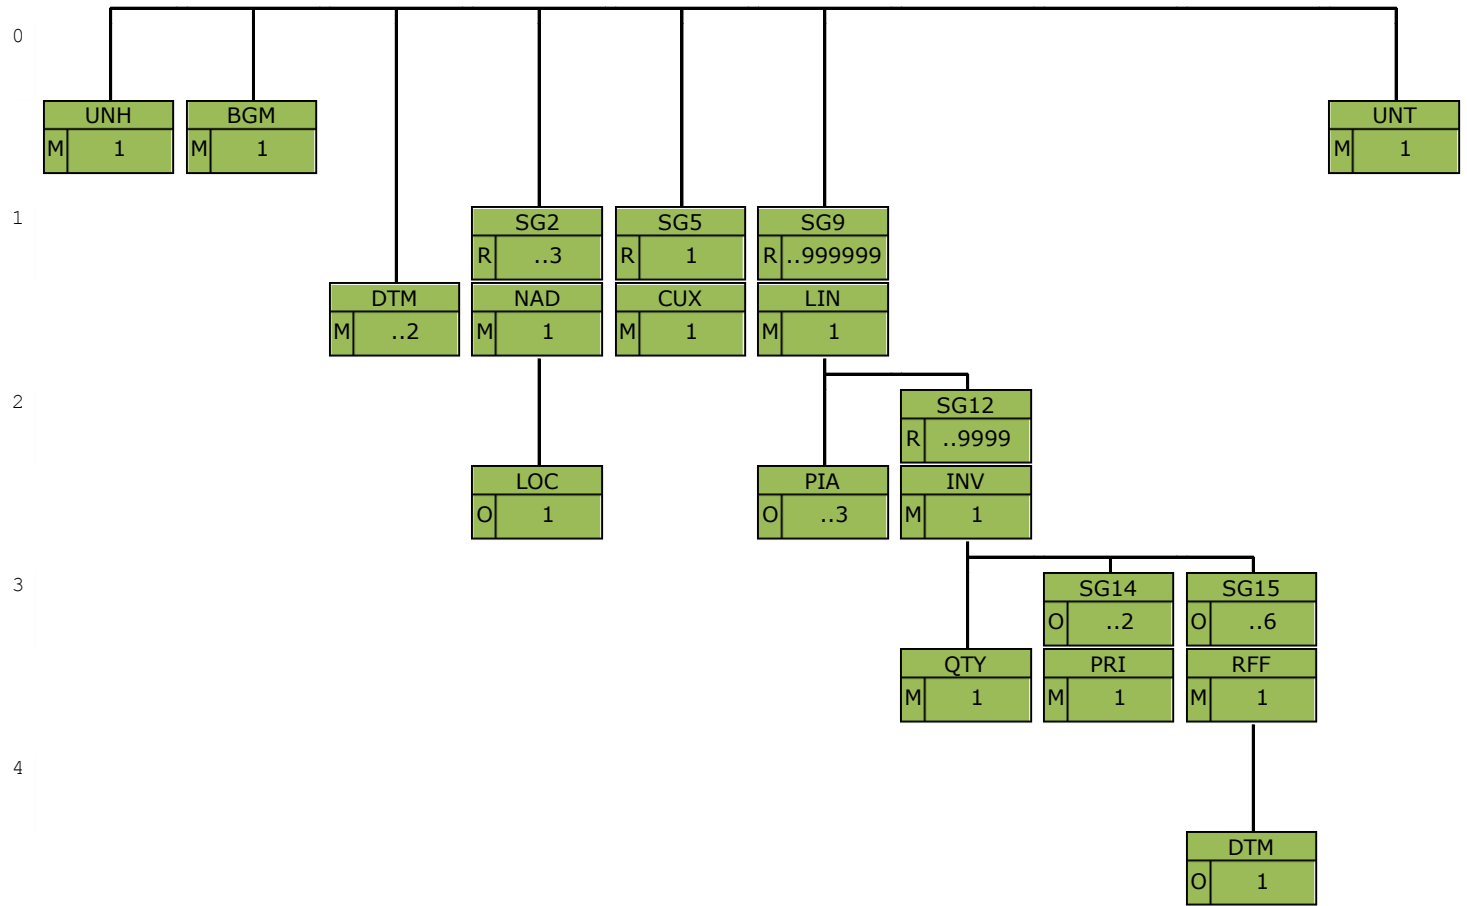 0
UNH BGM UNT
M 1 M 1 M 1
1
SG2 SG5 SG9
R ..3 R 1 R ..999999
DTM NAD CUX LIN
M ..2 M 1 M 1 M 1
2
SG12
R ..9999
LOC PIA INV
O 1 O ..3 M 1
3
SG14 SG15
O ..2 O ..6
QTY PRI RFF
M 1 M 1 M 1
4
DTM
O 1